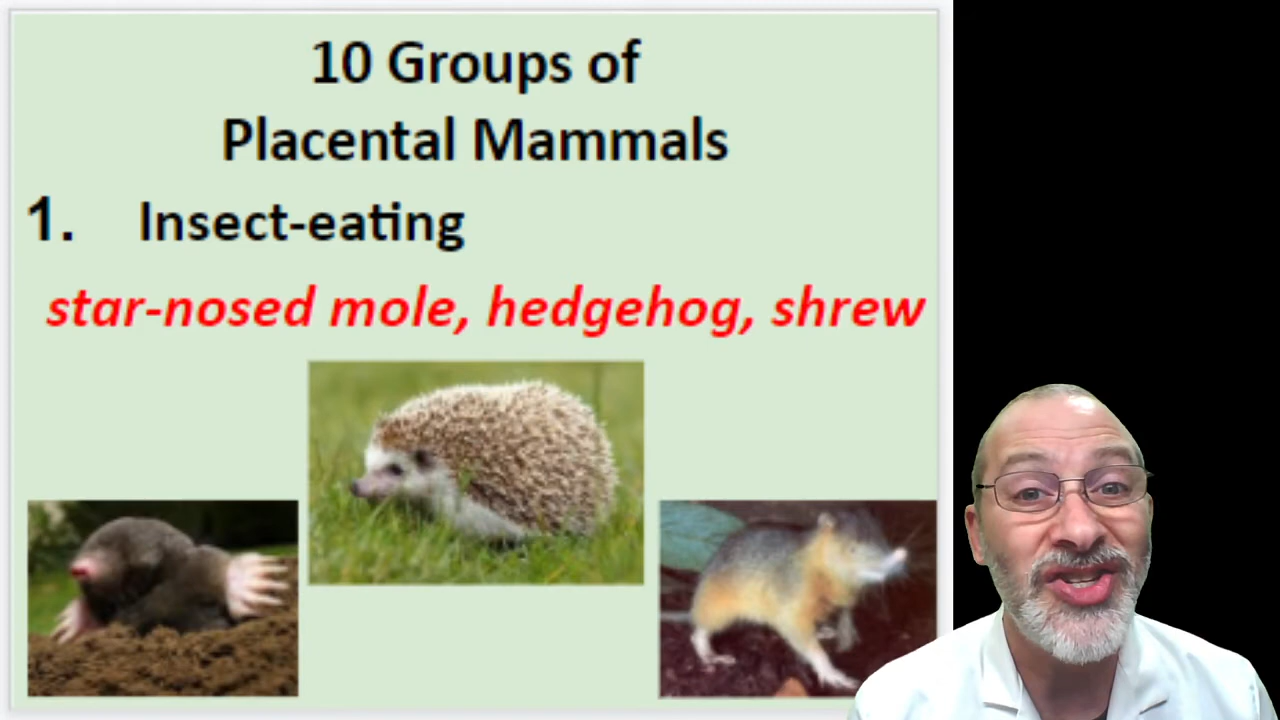 10 Groups of
Placental Mammals
1. Insect-eating
star-nosed mole, hedgehog, shrew